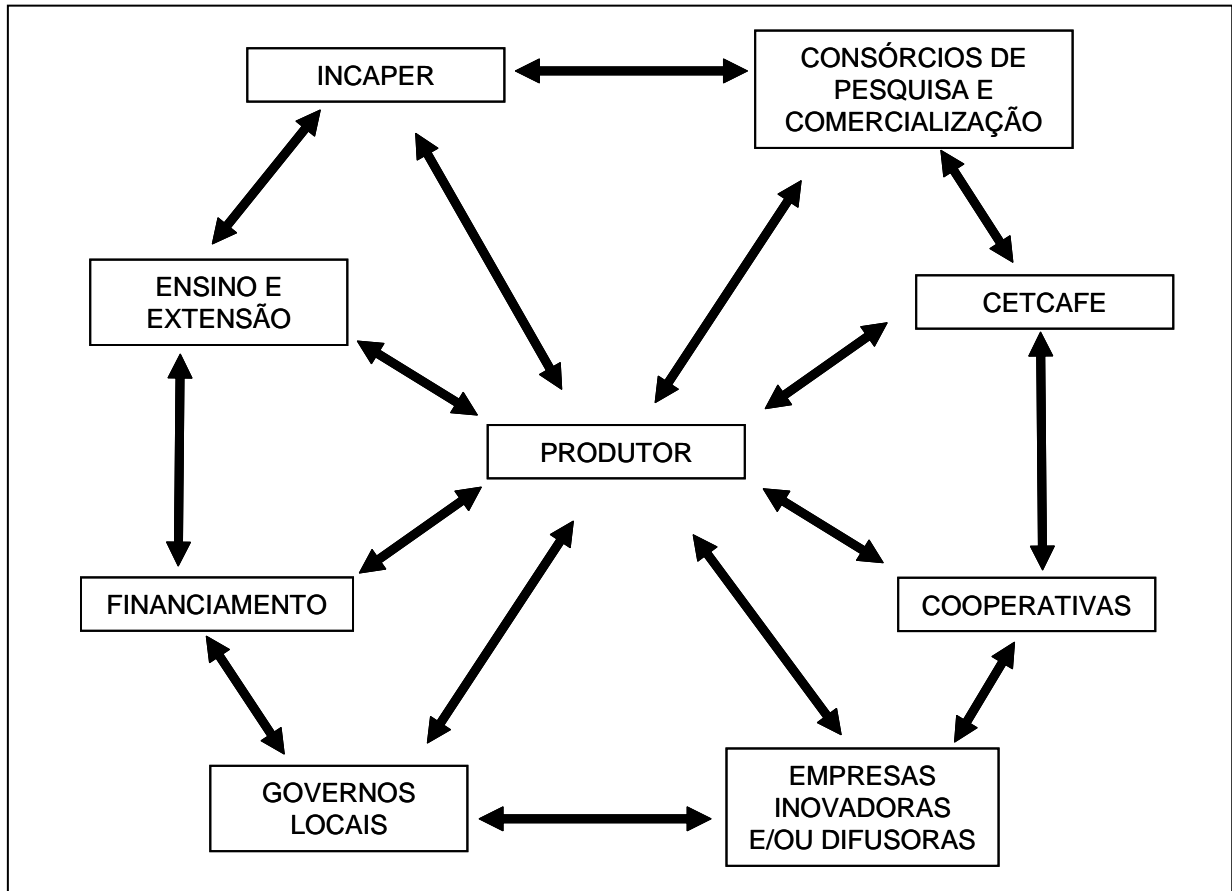 INCAPER
CONSÓRCIOS DE
PESQUISA E
COMERCIALIZAÇÃO
ENSINO E
EXTENSÃO
CETCAFE
PRODUTOR
FINANCIAMENTO
COOPERATIVAS
GOVERNOS
LOCAIS
EMPRESAS
INOVADORAS
E/OU DIFUSORAS